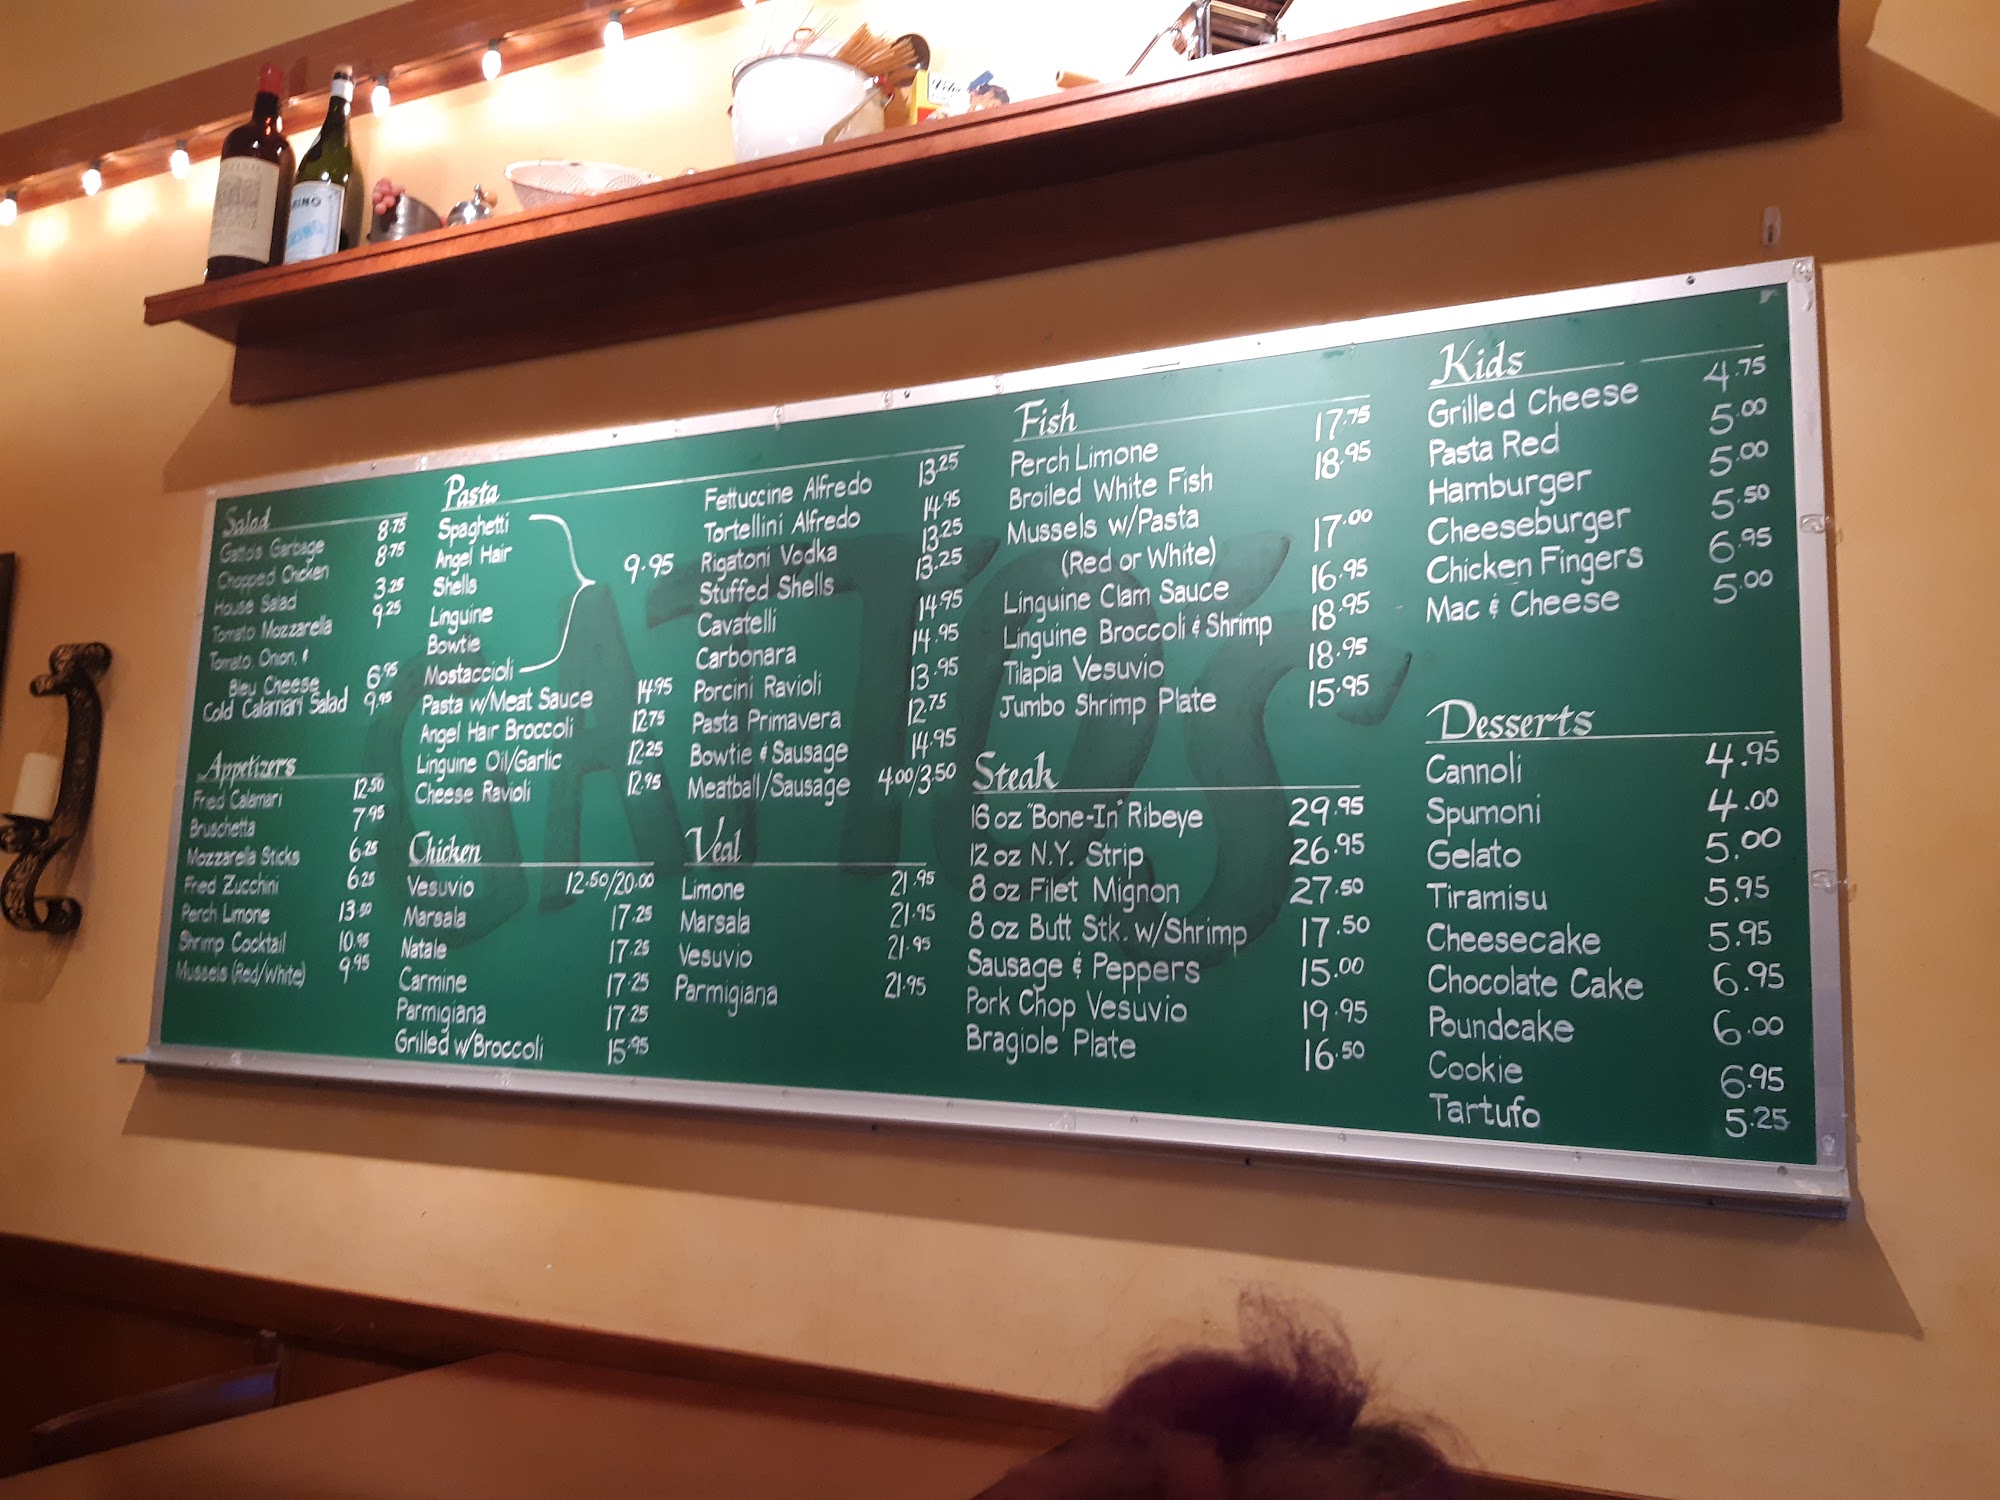 Salad
Gatto's Garbage 8.75
Chopped Chicken 8.75
House Salad 3.25
Tomato Mozzarella 9.25
Tomato, Onion, &
Bleu Cheese 6.95
Cold Calamari Salad 9.95
Appetizers
Fried Calamari 12.50
Bruschetta 7.95
Mozzarella Sticks 6.25
Fried Zucchini 6.25
Perch Limone 13.50
Shrimp Cocktail 10.95
Mussels (Red/White) 9.95
Pasta
Spaghetti
Angel Hair
Shells 9.95
Linguine
Bowtie
Mostaccioli
Pasta w/Meat Sauce 14.95
Angel Hair Broccoli 12.75
Linguine Oil/Garlic 12.25
Cheese Ravioli 12.95
Fettuccine Alfredo 13.25
Tortellini Alfredo 14.95
Rigatoni Vodka 13.25
Stuffed Shells 13.25
Cavatelli 14.95
Carbonara 14.95
Porcini Ravioli 13.95
Pasta Primavera 12.75
Bowtie & Sausage 14.95
Meatball/Sausage 4.00/3.50
Chicken
Vesuvio 12.50/20.00
Marsala 17.25
Natale 17.25
Carmine 17.25
Parmigiana 17.25
Grilled w/Broccoli 15.95
Veal
Limone 21.95
Marsala 21.95
Vesuvio 21.95
Parmigiana 21.95
Fish
Perch Limone 17.75
Broiled White Fish 18.95
Mussels w/Pasta
(Red or White) 17.00
Linguine Clam Sauce 16.95
Linguine Broccoli & Shrimp 18.95
Tilapia Vesuvio 18.95
Jumbo Shrimp Plate 15.95
Steak
16 oz "Bone-In" Ribeye 29.95
12 oz N.Y. Strip 26.95
8 oz Filet Mignon 27.50
8 oz Butt Stk. w/Shrimp 17.50
Sausage & Peppers 15.00
Pork Chop Vesuvio 19.95
Bragiole Plate 16.50
Kids
Grilled Cheese 4.75
Pasta Red 5.00
Hamburger 5.00
Cheeseburger 5.50
Chicken Fingers 6.95
Mac & Cheese 5.00
Desserts
Cannoli 4.95
Spumoni 4.00
Gelato 5.00
Tiramisu 5.95
Cheesecake 5.95
Chocolate Cake 6.95
Poundcake 6.00
Cookie 6.95
Tartufo 5.25
GATTO'S